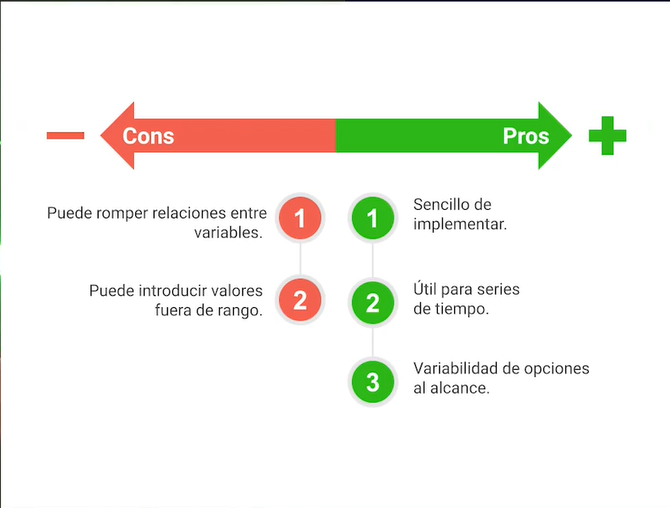 Cons
Pros
1
Puede romper relaciones entre
variables.
2
Puede introducir valores
fuera de rango.
1
Sencillo de
implementar.
2
Útil para series
de tiempo.
3
Variabilidad de opciones
al alcance.